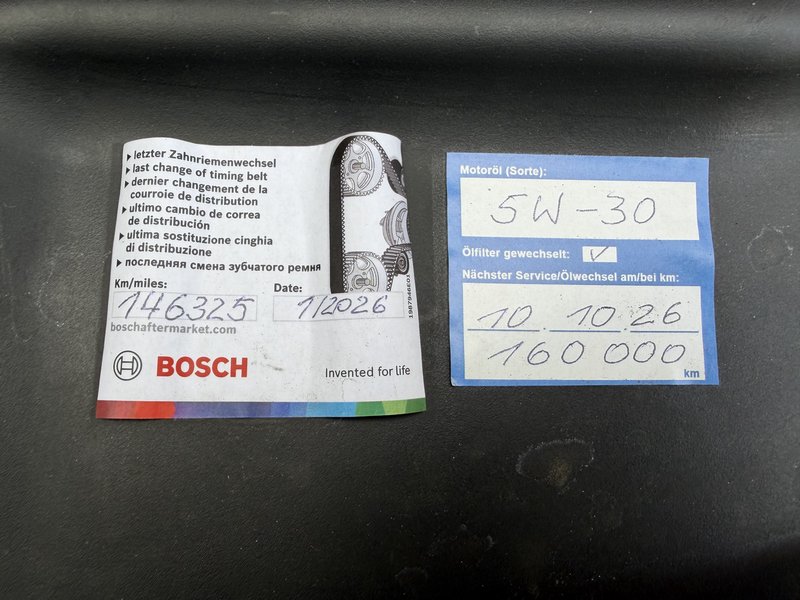 letzter Zahnriemenwechsel
last change of timing belt
dernier changement de la
courroie de distribution
ultimo cambio de correa
de distribución
ultima sostituzione cinghia
di distribuzione
последняя смена зубчатого ремня
Km/miles:
146325
Date:
1/2026
1987946E03
boschaftermarket.com
BOSCH
Invented for life
Motoröl (Sorte):
5W-30
Ölfilter gewechselt: ✓
Nächster Service/Ölwechsel am/bei km:
10.10.26
160 000
km